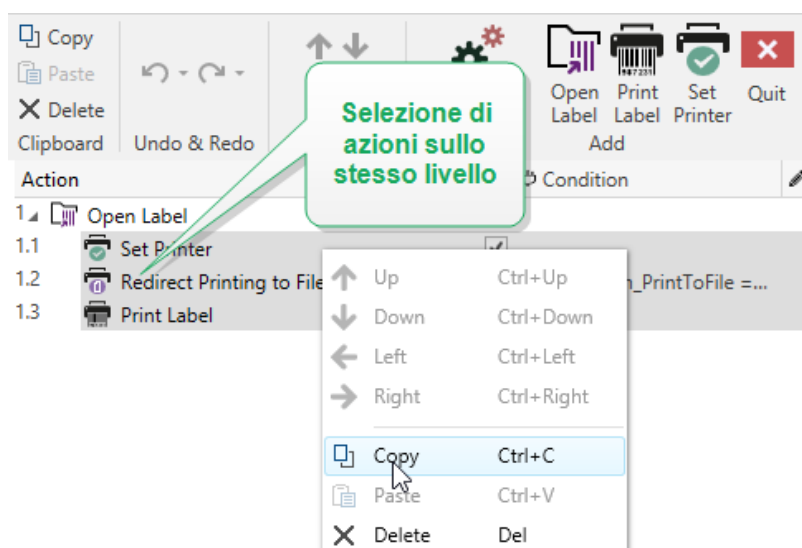 Copy
Paste
Delete
Clipboard
Undo & Redo
Open Label
Print Label
Set Printer
Quit
Add
Selezione di
azioni sullo
stesso livello
Action
Condition
1 Open Label
1.1 Set Printer
1.2 Redirect Printing to File
_PrintToFile =...
1.3 Print Label
Up Ctrl+Up
Down Ctrl+Down
Left Ctrl+Left
Right Ctrl+Right
Copy Ctrl+C
Paste Ctrl+V
Delete Del